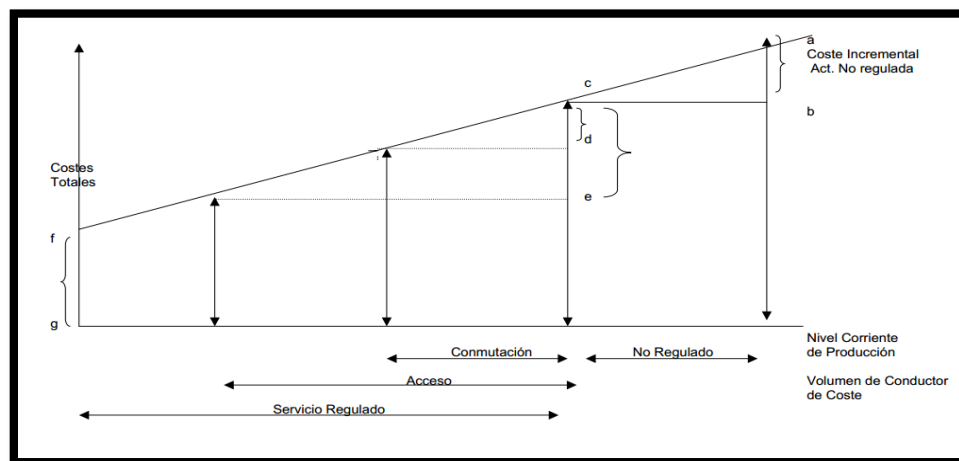 a
Coste Incremental
Act. No regulada
c
b
d
Costes
Totales
e
f
g
Nivel Corriente
de Producción
Conmutación
No Regulado
Acceso
Volumen de Conductor
de Coste
Servicio Regulado